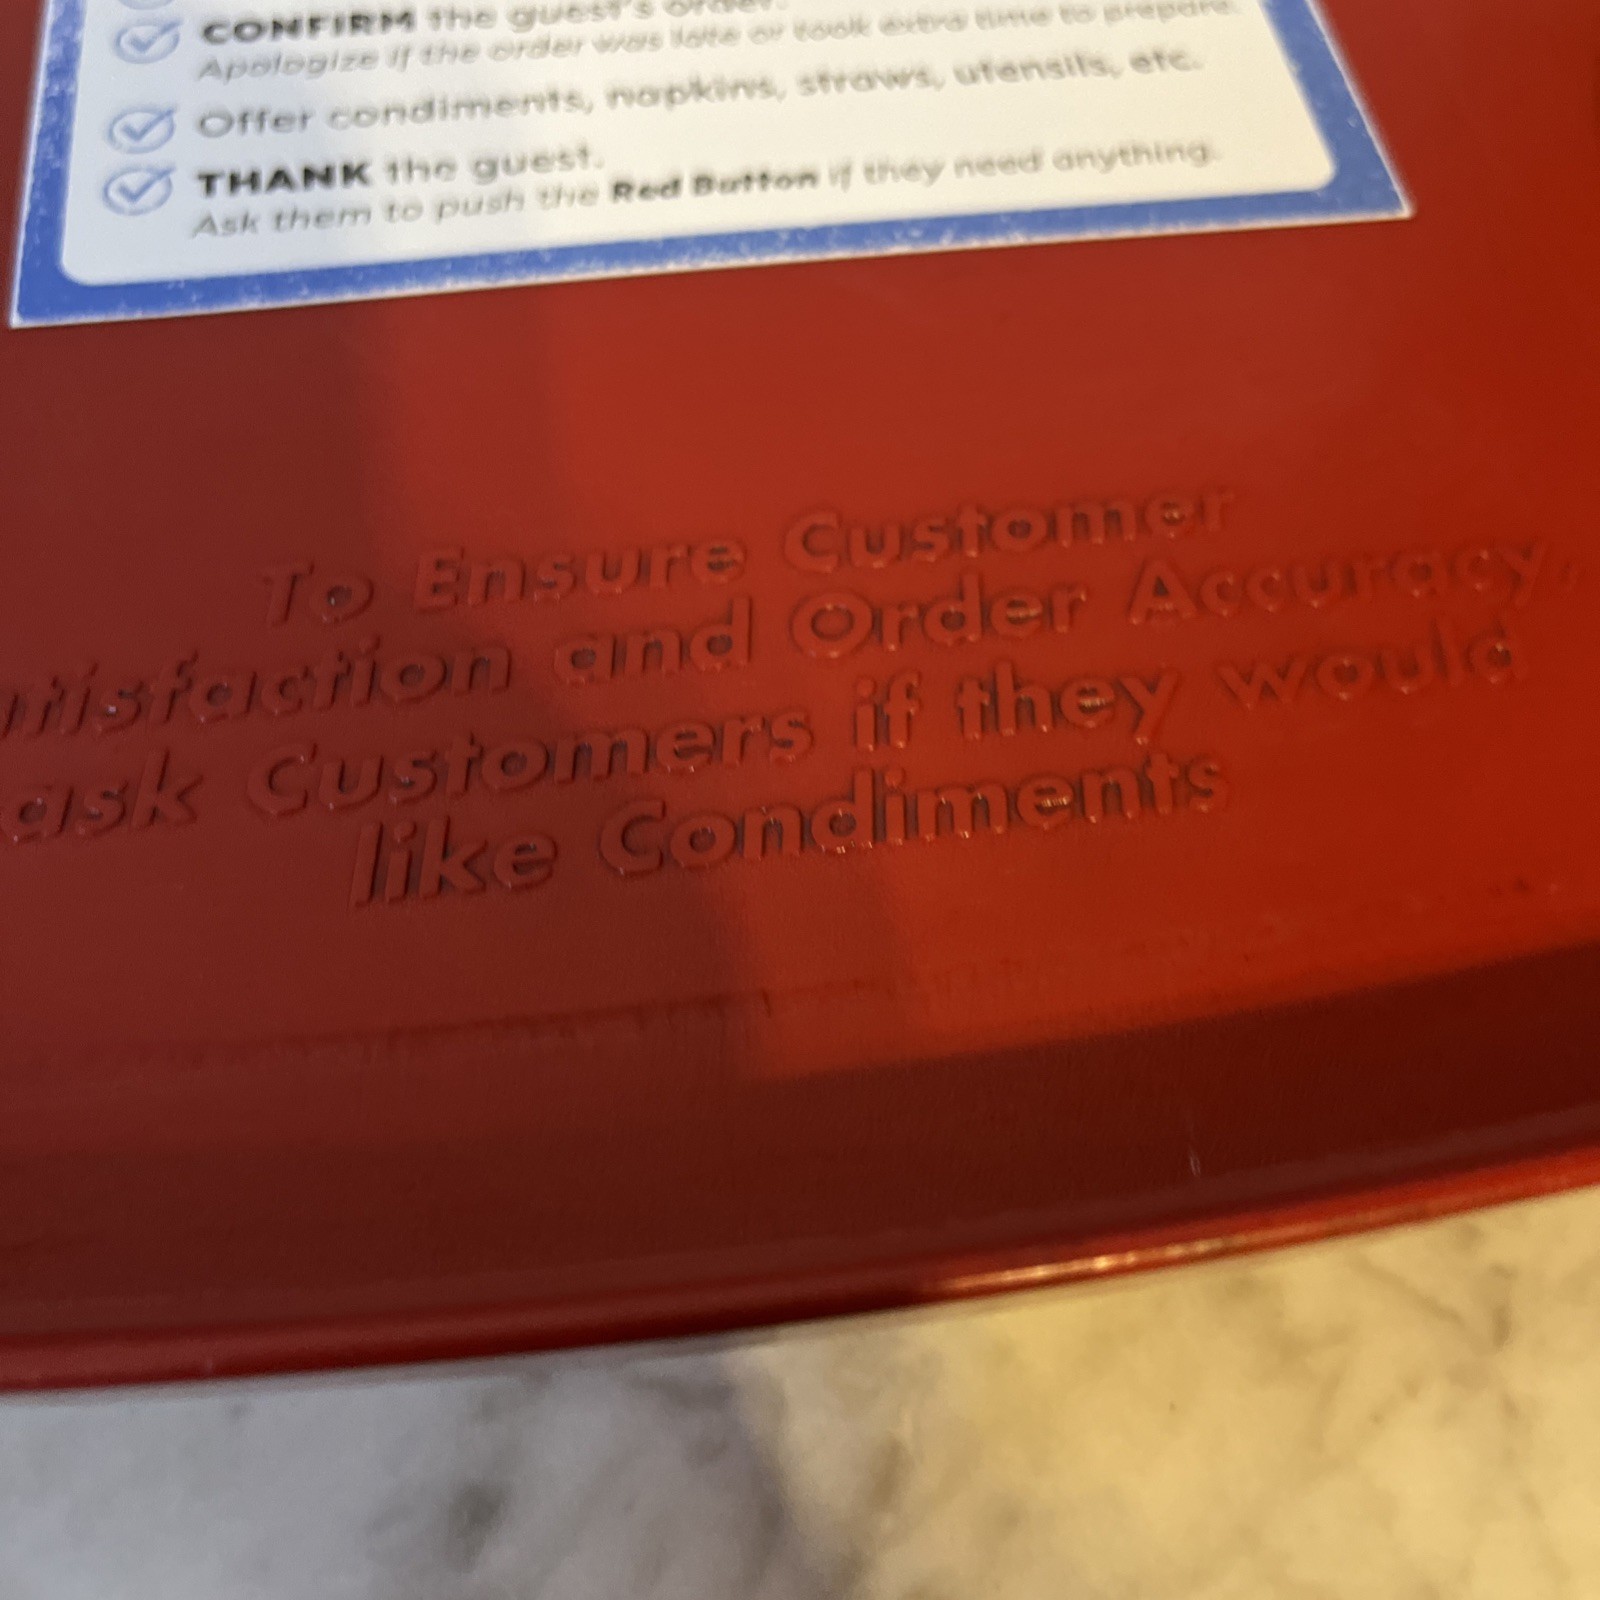 CONFIRM the guest's order.
Apologize if the order was late or took extra time to prepare.
Offer condiments, napkins, straws, utensils, etc.
THANK the guest.
Ask them to push the Red Button if they need anything.
To Ensure Customer
atisfaction and Order Accuracy,
ask Customers if they would
like Condiments